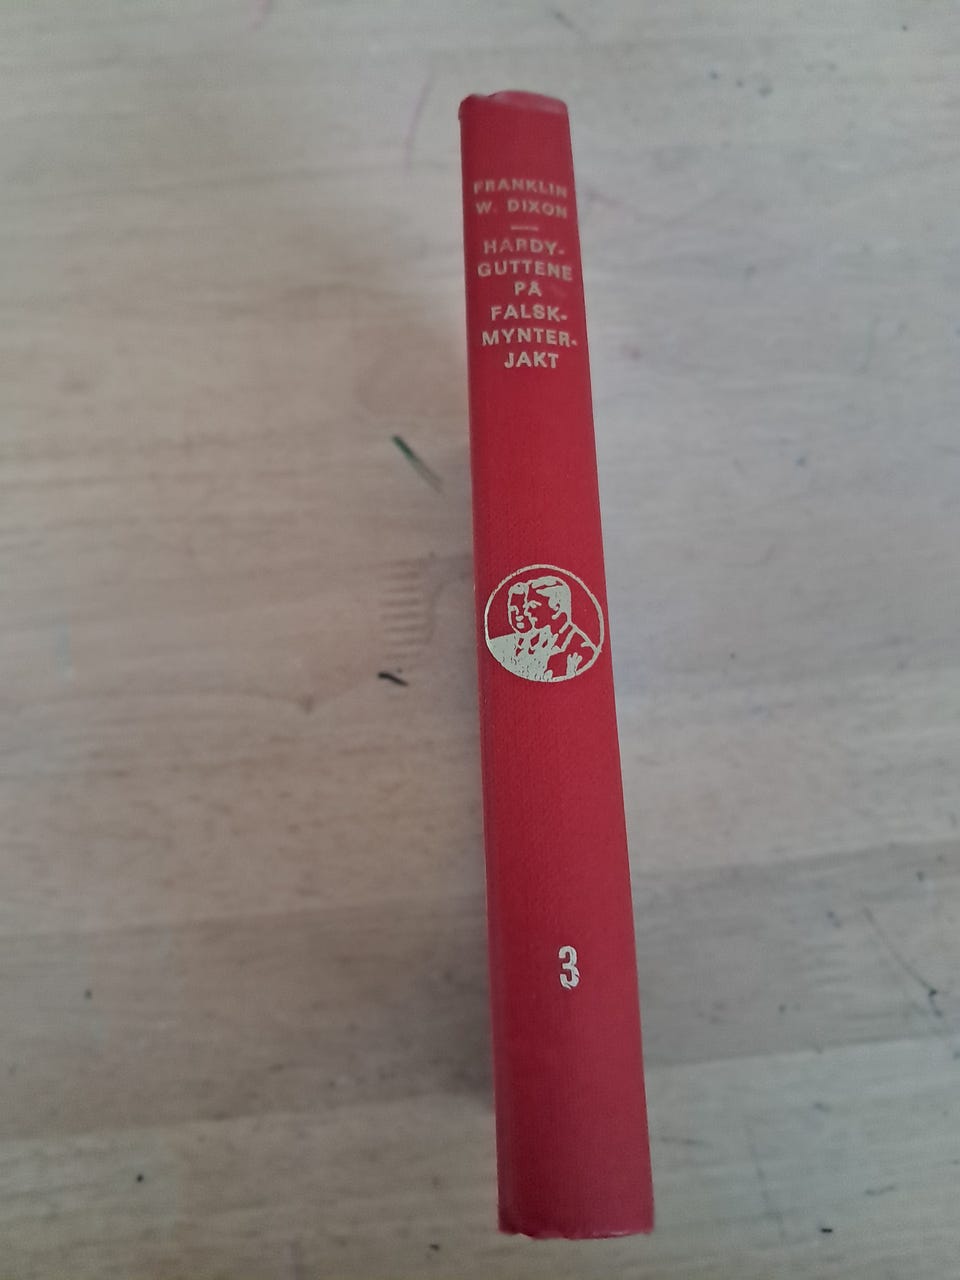 FRANKLIN
W. DIXON
HARDY-
GUTTENE
PÅ
FALSK-
MYNTER-
JAKT
3